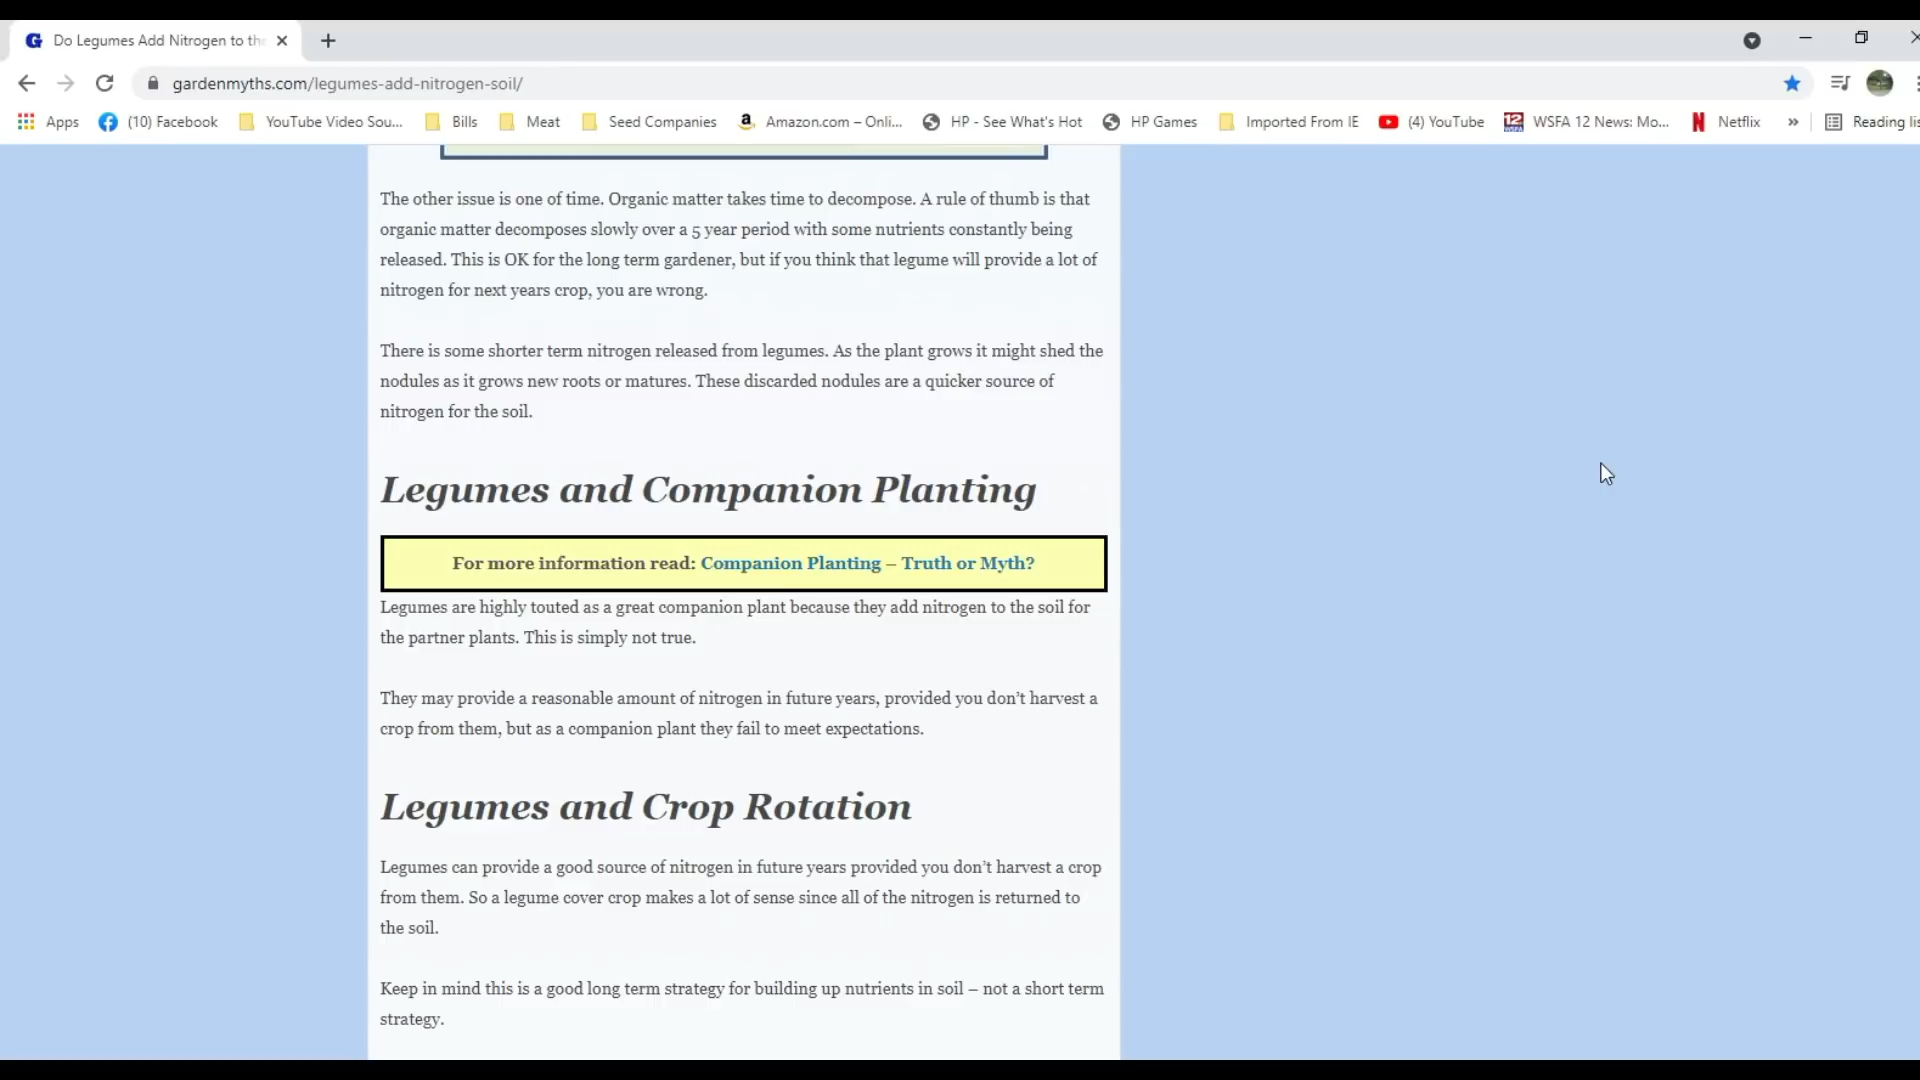 Do Legumes Add Nitrogen to the
gardenmyths.com/legumes-add-nitrogen-soil/
Apps (10) Facebook YouTube Video Sou... Bills Meat Seed Companies Amazon.com – Onli... HP - See What's Hot HP Games Imported From IE (4) YouTube WSFA 12 News: Mo... Netflix » Reading lis
The other issue is one of time. Organic matter takes time to decompose. A rule of thumb is that
organic matter decomposes slowly over a 5 year period with some nutrients constantly being
released. This is OK for the long term gardener, but if you think that legume will provide a lot of
nitrogen for next years crop, you are wrong.
There is some shorter term nitrogen released from legumes. As the plant grows it might shed the
nodules as it grows new roots or matures. These discarded nodules are a quicker source of
nitrogen for the soil.
Legumes and Companion Planting
For more information read: Companion Planting – Truth or Myth?
Legumes are highly touted as a great companion plant because they add nitrogen to the soil for
the partner plants. This is simply not true.
They may provide a reasonable amount of nitrogen in future years, provided you don’t harvest a
crop from them, but as a companion plant they fail to meet expectations.
Legumes and Crop Rotation
Legumes can provide a good source of nitrogen in future years provided you don’t harvest a crop
from them. So a legume cover crop makes a lot of sense since all of the nitrogen is returned to
the soil.
Keep in mind this is a good long term strategy for building up nutrients in soil – not a short term
strategy.